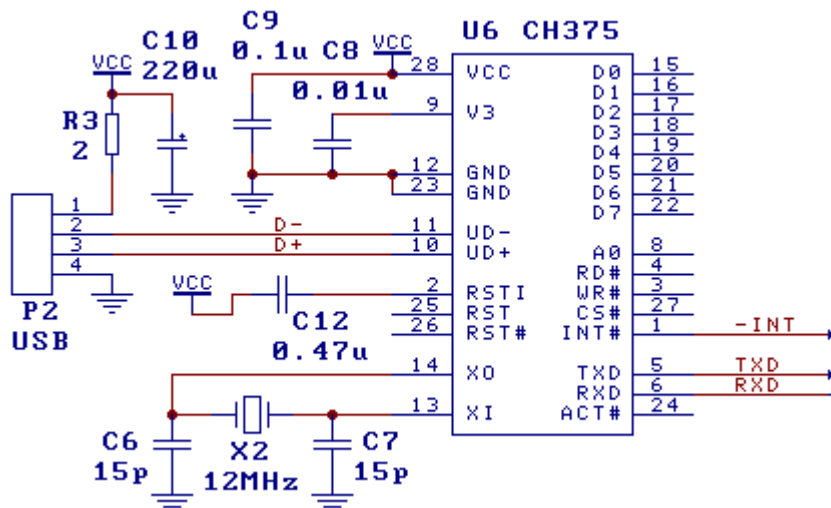 C9
U6 CH375
C10
VCC
220u
0.1u
C8
VCC
28
VCC
D0
15
D1
16
0.01u
9
V3
D2
17
R3
2
D3
18
D4
19
12
GND
D5
20
23
GND
D6
21
D7
22
1
2
D-
11
UD-
3
D+
10
UD+
A0
8
4
RD#
4
VCC
2
RSTI
WR#
3
P2
USB
25
RST
CS#
27
C12
0.47u
26
RST#
INT#
1
-INT
14
XO
TXD
5
TXD
RXD
6
RXD
13
XI
ACT#
24
C6
15p
X2
12MHz
C7
15p